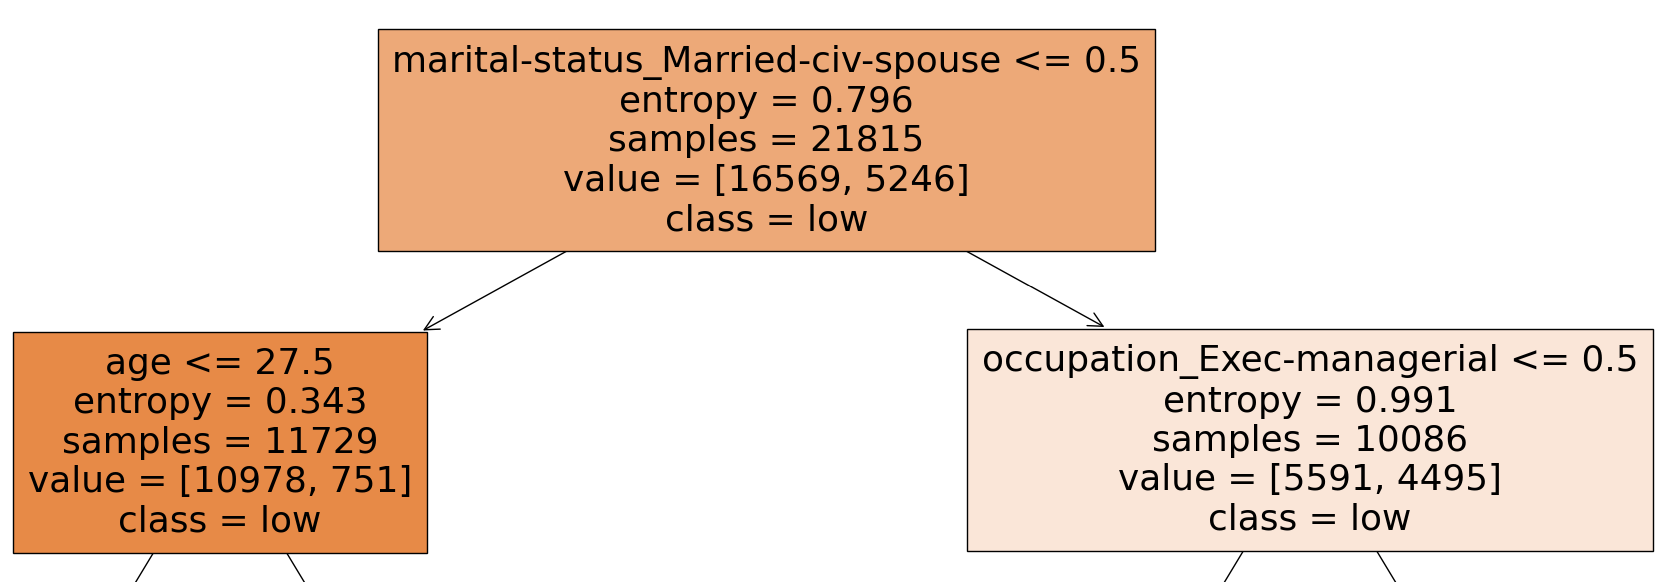 marital-status_Married-civ-spouse <= 0.5
entropy = 0.796
samples = 21815
value = [16569, 5246]
class = low
age <= 27.5
entropy = 0.343
samples = 11729
value = [10978, 751]
class = low
occupation_Exec-managerial <= 0.5
entropy = 0.991
samples = 10086
value = [5591, 4495]
class = low